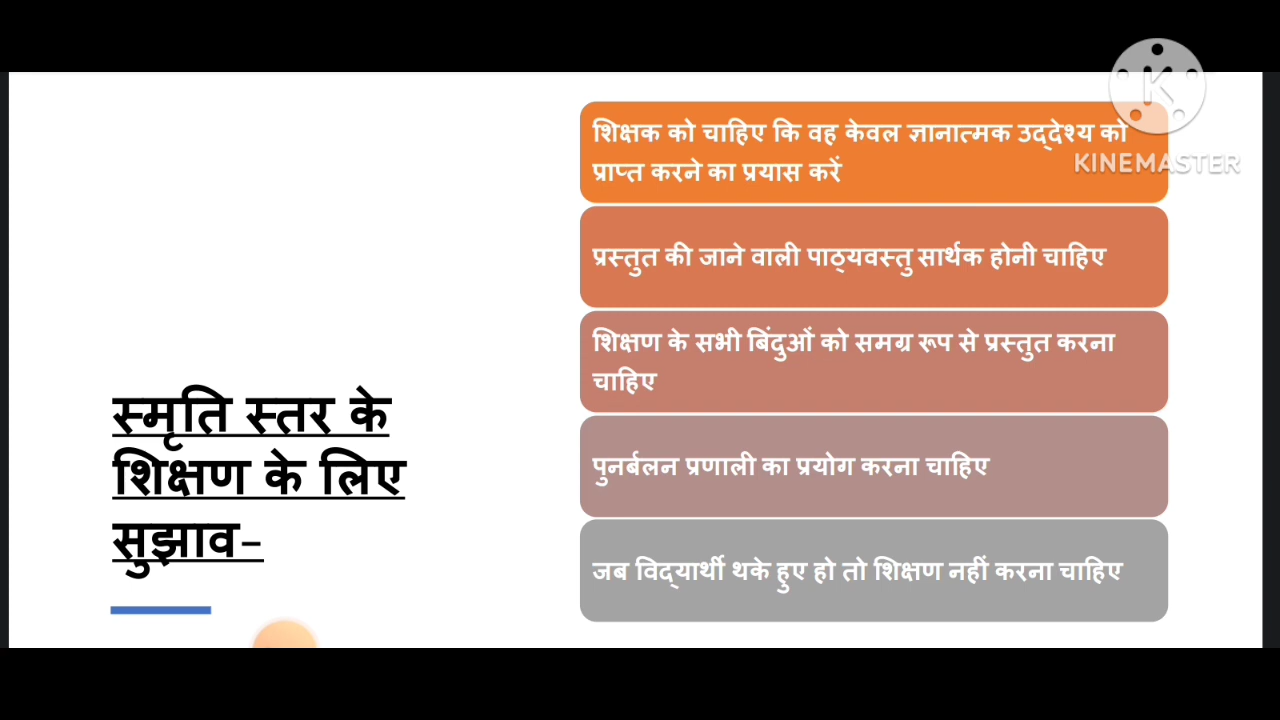 स्मृति स्तर के
शिक्षण के लिए
सुझाव-
शिक्षक को चाहिए कि वह केवल ज्ञानात्मक उद्देश्य को
प्राप्त करने का प्रयास करें
प्रस्तुत की जाने वाली पाठ्यवस्तु सार्थक होनी चाहिए
शिक्षण के सभी बिंदुओं को समग्र रूप से प्रस्तुत करना
चाहिए
पुनर्बलन प्रणाली का प्रयोग करना चाहिए
जब विद्यार्थी थके हुए हो तो शिक्षण नहीं करना चाहिए
K
KINEMASTER